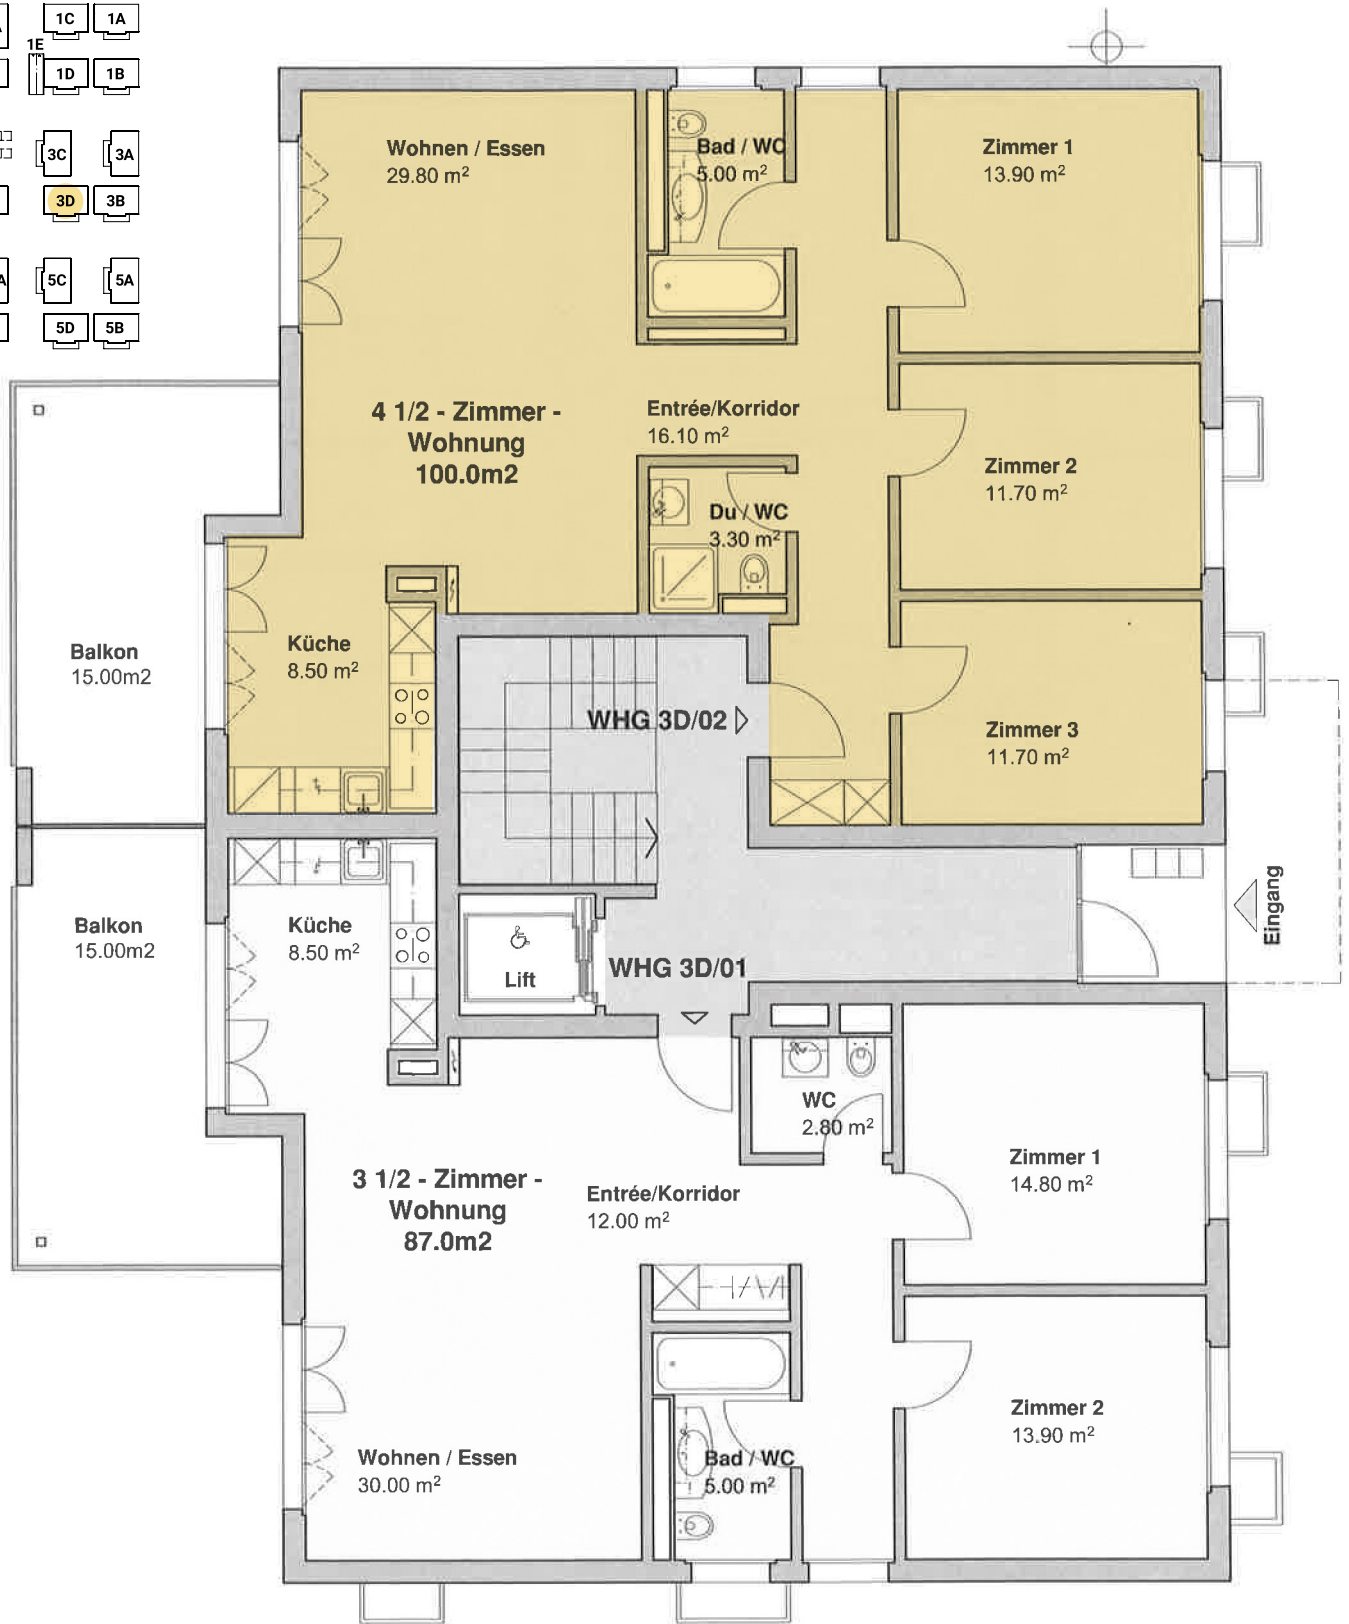 1C
1A
1E
1D
1B
3C
3A
3D
3B
5C
5A
5D
5B
Wohnen / Essen
29.80 m²
Bad / WC
5.00 m²
Zimmer 1
13.90 m²
4 1/2 - Zimmer -
Wohnung
100.0m2
Entrée/Korridor
16.10 m²
Zimmer 2
11.70 m²
Du / WC
3.30 m²
Balkon
15.00m2
Küche
8.50 m²
WHG 3D/02
Zimmer 3
11.70 m²
Eingang
Balkon
15.00m2
Küche
8.50 m²
Lift
WHG 3D/01
WC
2.80 m²
Zimmer 1
14.80 m²
3 1/2 - Zimmer -
Wohnung
87.0m2
Entrée/Korridor
12.00 m²
Zimmer 2
13.90 m²
Wohnen / Essen
30.00 m²
Bad / WC
5.00 m²